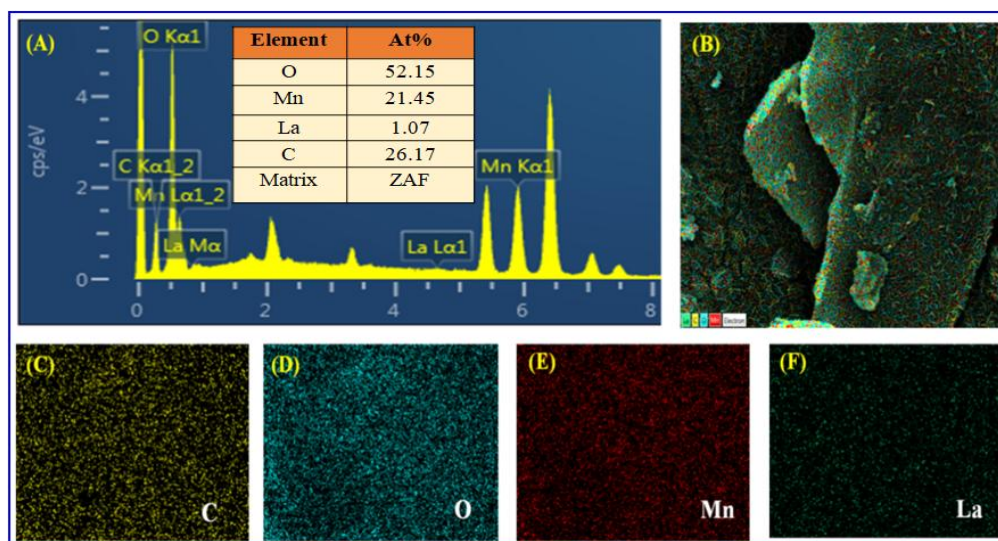 (A)
O Kα1
4
cps/eV
C Kα1_2
2
Mn Lα1_2
La Mα
0
Element At%
O 52.15
Mn 21.45
La 1.07
C 26.17
Matrix ZAF
Mn Kα1
La Lα1
0 2 4 6 8
(B)
Electron
(C)
C
(D)
O
(E)
Mn
(F)
La